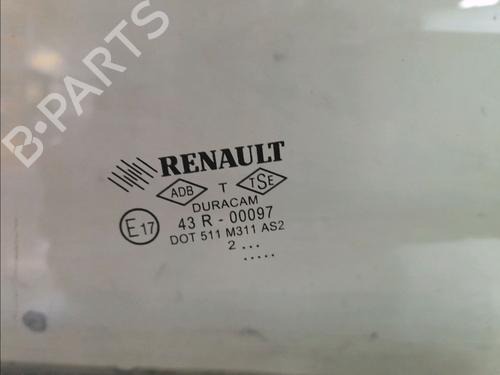 B-PARTS
RENAULT
ADB T TSE
DURACAM
E17 43 R - 00097
DOT 511 M311 AS2
2 ...
.....